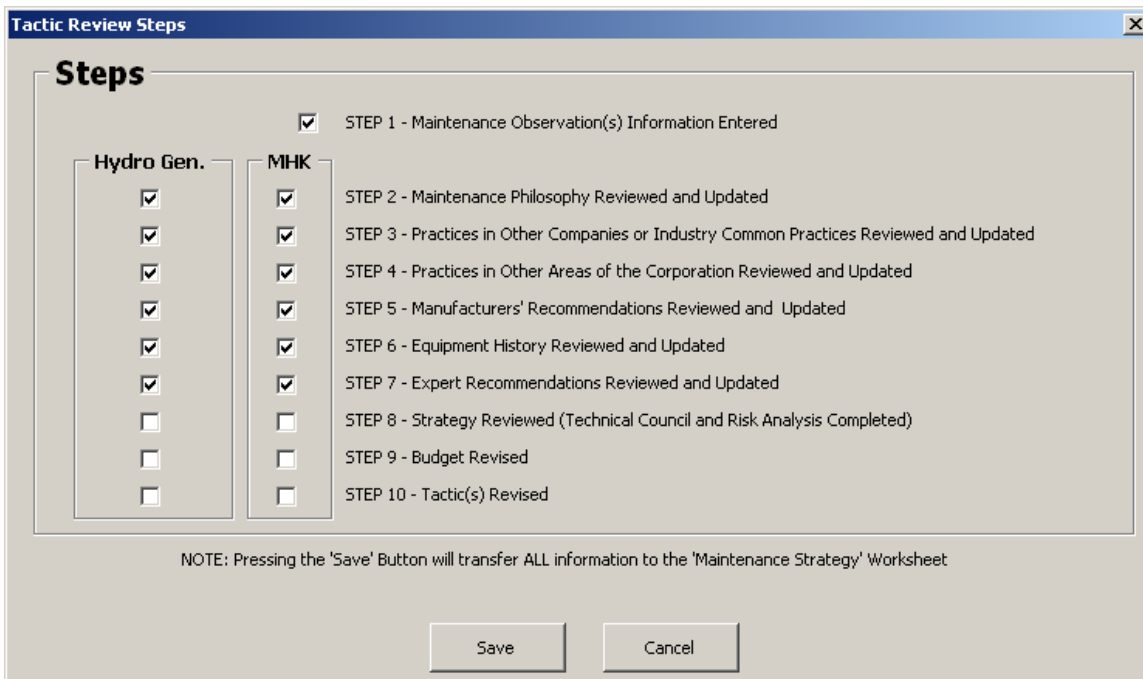 Tactic Review Steps
Steps
STEP 1 - Maintenance Observation(s) Information Entered
Hydro Gen.
MHK
STEP 2 - Maintenance Philosophy Reviewed and Updated
STEP 3 - Practices in Other Companies or Industry Common Practices Reviewed and Updated
STEP 4 - Practices in Other Areas of the Corporation Reviewed and Updated
STEP 5 - Manufacturers' Recommendations Reviewed and  Updated
STEP 6 - Equipment History Reviewed and Updated
STEP 7 - Expert Recommendations Reviewed and Updated
STEP 8 - Strategy Reviewed (Technical Council and Risk Analysis Completed)
STEP 9 - Budget Revised
STEP 10 - Tactic(s) Revised
NOTE: Pressing the 'Save' Button will transfer ALL information to the 'Maintenance Strategy' Worksheet
Save
Cancel